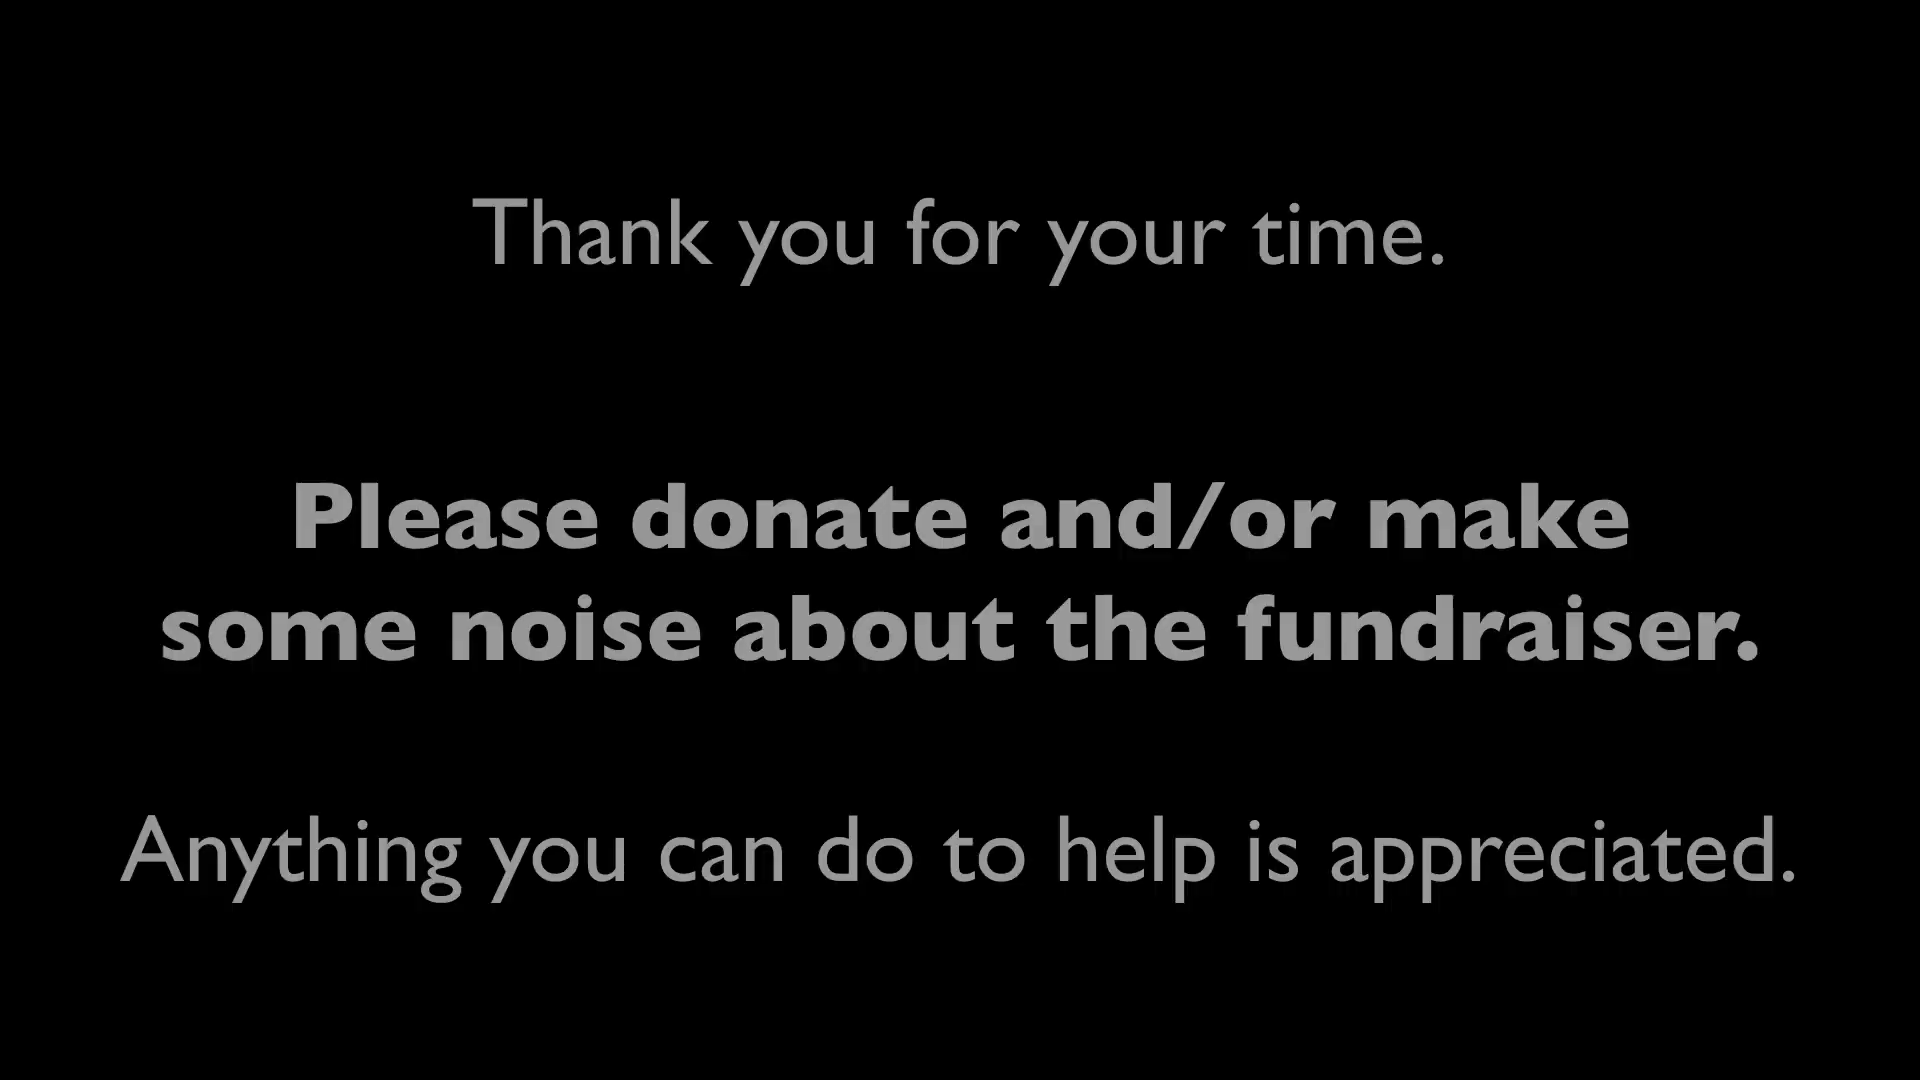 Thank you for your time.
Please donate and/or make
some noise about the fundraiser.
Anything you can do to help is appreciated.